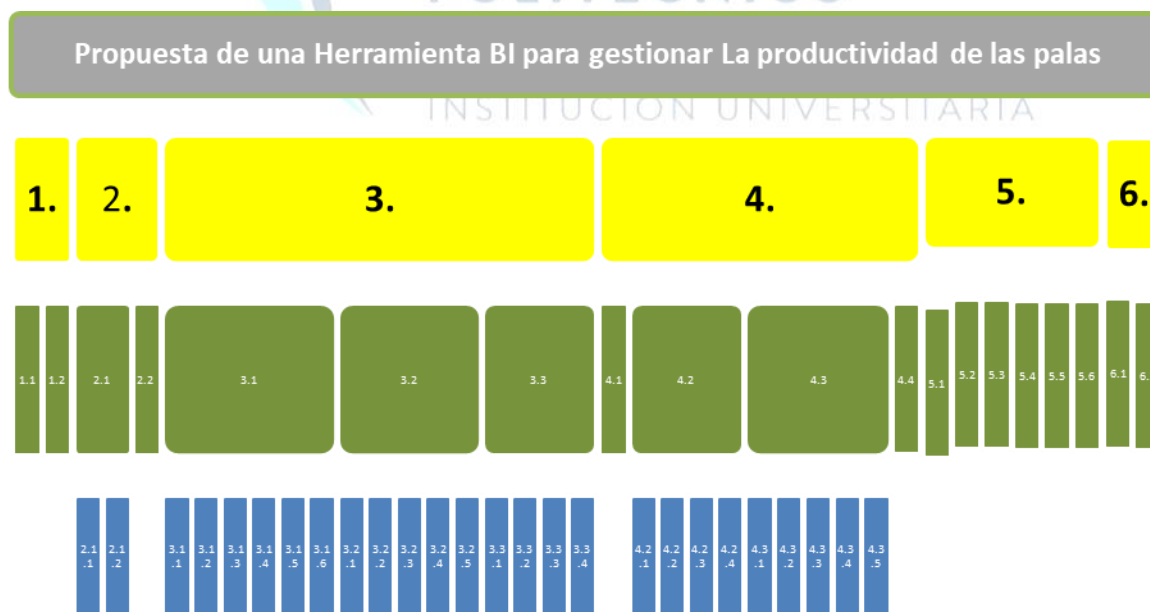 POLITÉCNICO
Propuesta de una Herramienta BI para gestionar La productividad de las palas
INSTITUCIÓN UNIVERSITARIA
1. 2. 3. 4. 5. 6.
1.1 1.2 2.1 2.2 3.1 3.2 3.3 4.1 4.2 4.3 4.4 5.1 5.2 5.3 5.4 5.5 5.6 6.1 6.
2.1 2.1 3.1 3.1 3.1 3.1 3.1 3.1 3.2 3.2 3.2 3.2 3.2 3.3 3.3 3.3 3.3 4.2 4.2 4.2 4.2 4.3 4.3 4.3 4.3 4.3
.1 .2 .1 .2 .3 .4 .5 .6 .1 .2 .3 .4 .5 .1 .2 .3 .4 .1 .2 .3 .4 .1 .2 .3 .4 .5